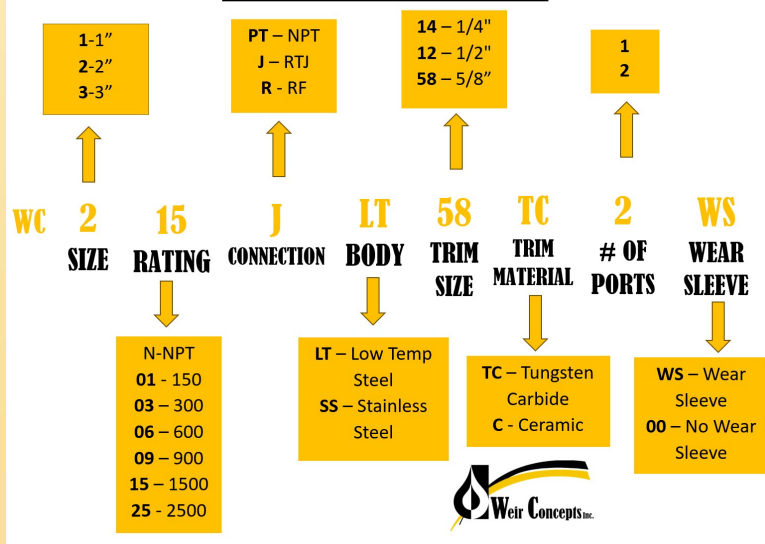 1-1”
2-2”
3-3”
PT – NPT
J – RTJ
R - RF
14 – 1/4"
12 – 1/2"
58 – 5/8”
1
2
WC 2 15 J LT 58 TC 2 WS
SIZE
RATING
CONNECTION
BODY
TRIM
SIZE
TRIM
MATERIAL
# OF
PORTS
WEAR
SLEEVE
N-NPT
01 - 150
03 – 300
06 – 600
09 – 900
15 – 1500
25 - 2500
LT – Low Temp
Steel
SS – Stainless
Steel
TC – Tungsten
Carbide
C - Ceramic
WS – Wear
Sleeve
00 – No Wear
Sleeve
Weir Concepts Inc.